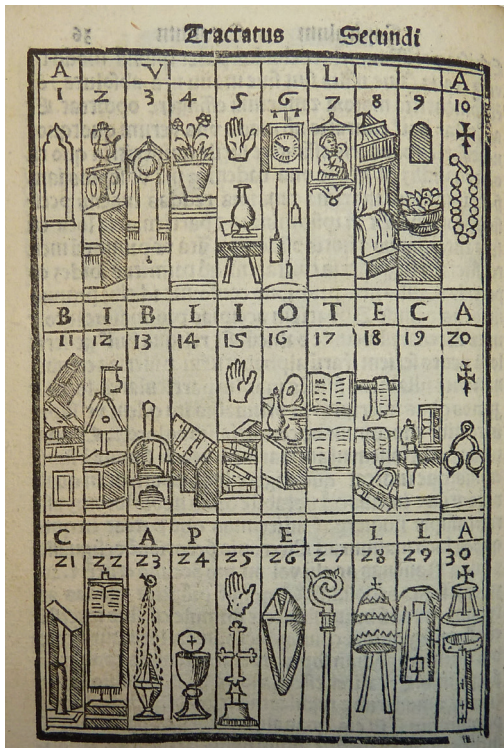 Tractatus Secundi
A V L A
1 2 3 4 5 6 7 8 9 10
B I B L I O T E C A
11 12 13 14 15 16 17 18 19 20
C A P E L L A
21 22 23 24 25 26 27 28 29 30